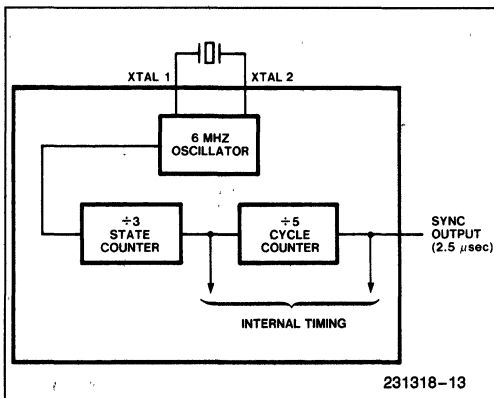 XTAL 1
XTAL 2
6 MHZ
OSCILLATOR
÷3
STATE
COUNTER
÷5
CYCLE
COUNTER
SYNC
OUTPUT
(2.5 μsec)
INTERNAL TIMING
231318–13